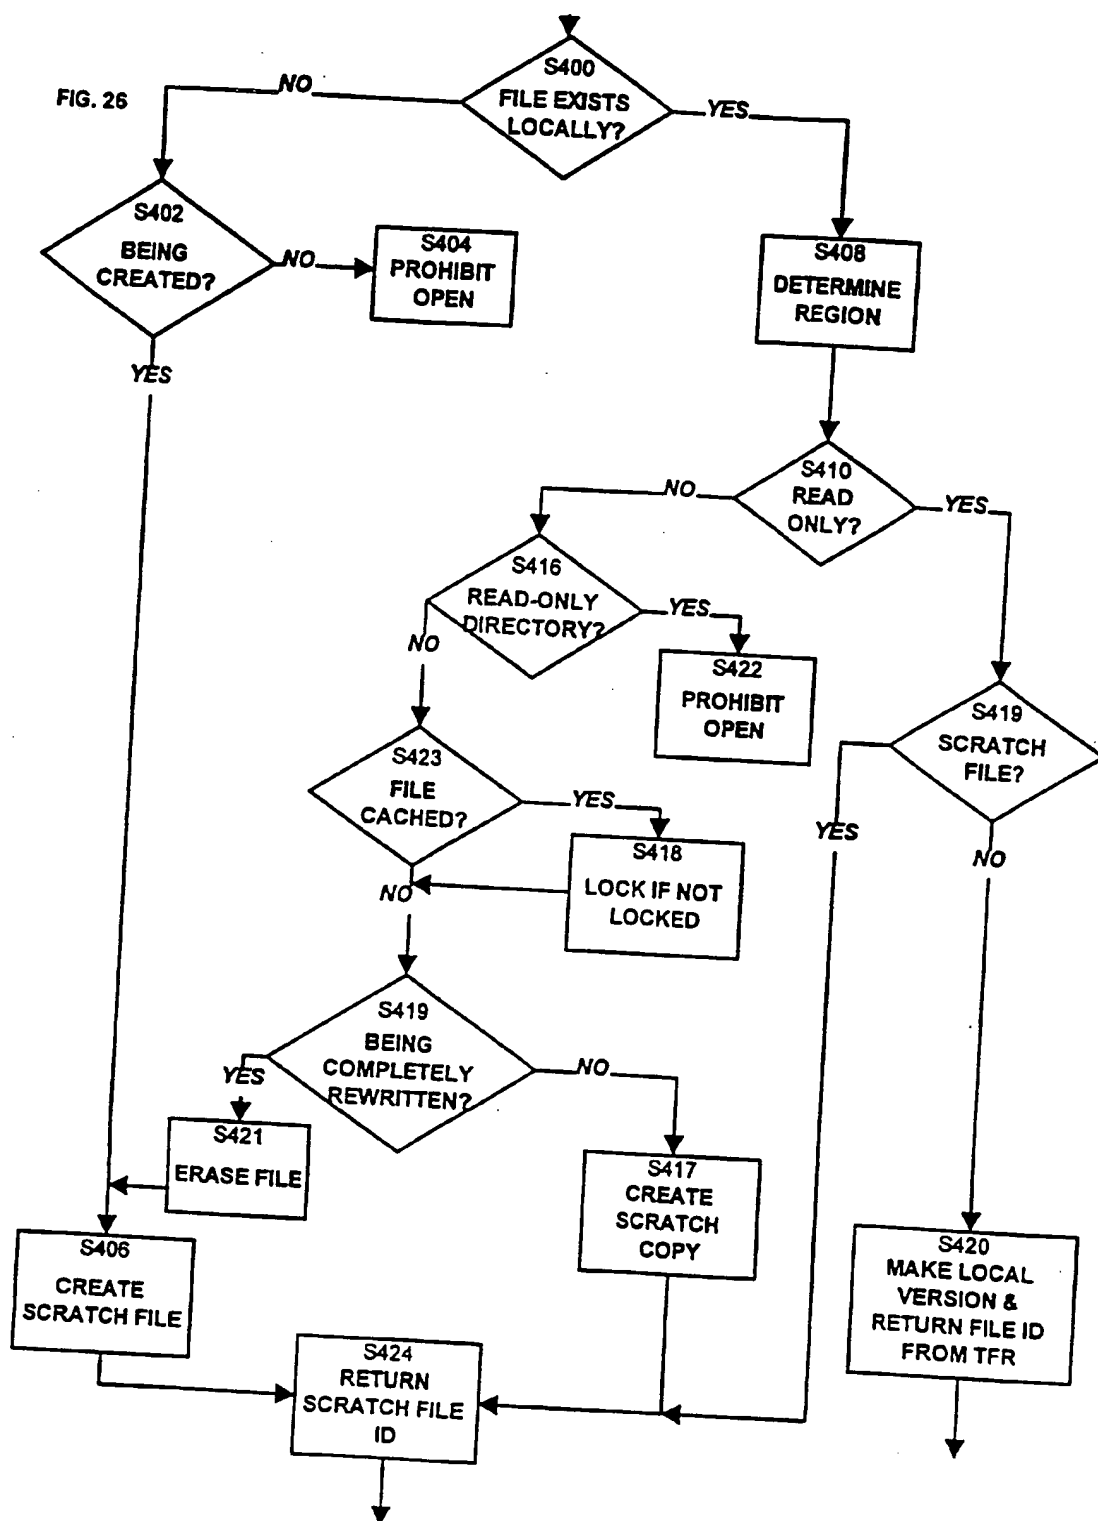 FIG. 26
S400
FILE EXISTS
LOCALLY?
NO
YES
S402
BEING
CREATED?
NO
YES
S404
PROHIBIT
OPEN
S408
DETERMINE
REGION
S410
READ
ONLY?
NO
YES
S416
READ-ONLY
DIRECTORY?
YES
NO
S422
PROHIBIT
OPEN
S419
SCRATCH
FILE?
YES
NO
S423
FILE
CACHED?
YES
NO
S418
LOCK IF NOT
LOCKED
S419
BEING
COMPLETELY
REWRITTEN?
YES
NO
S421
ERASE FILE
S417
CREATE
SCRATCH
COPY
S406
CREATE
SCRATCH FILE
S420
MAKE LOCAL
VERSION &
RETURN FILE ID
FROM TFR
S424
RETURN
SCRATCH FILE
ID